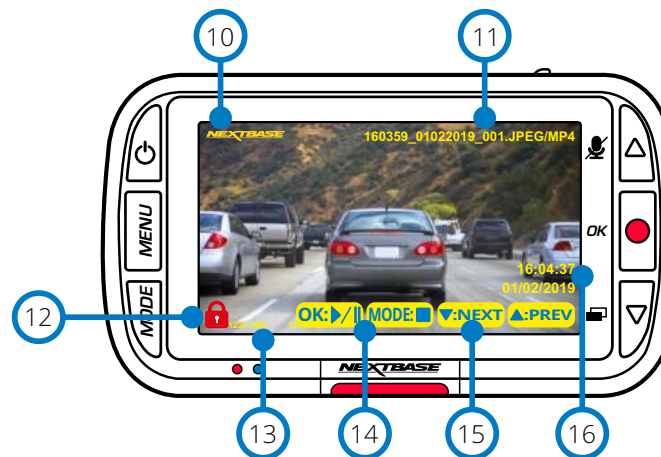 10
11
NEXTBASE
160359_01022019_001.JPEG/MP4
MENU
OK
16:04:37
01/02/2019
12
MODE
OK:▶/II MODE:■ ▼:NEXT ▲:PREV
NEXTBASE
13
14
15
16